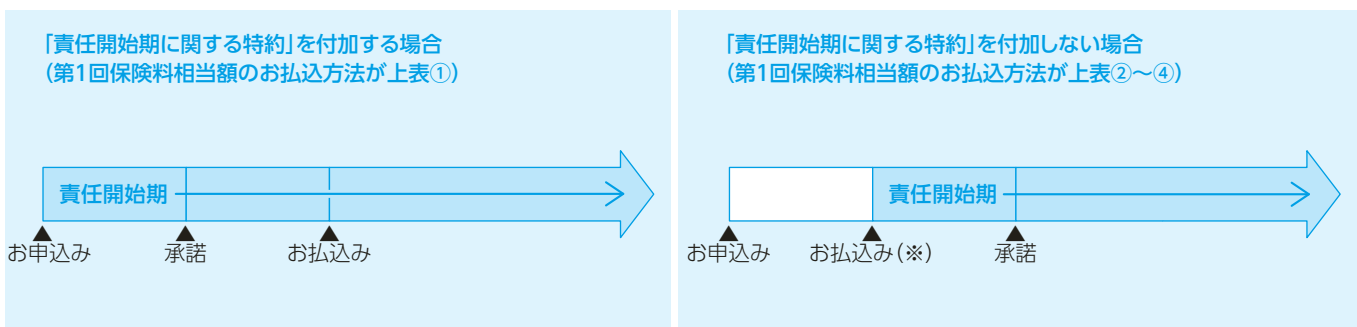 「責任開始期に関する特約」を付加する場合
(第1回保険料相当額のお払込方法が上表①)
責任開始期
お申込み
承諾
お払込み
「責任開始期に関する特約」を付加しない場合
(第1回保険料相当額のお払込方法が上表②〜④)
責任開始期
お申込み
お払込み(※)
承諾